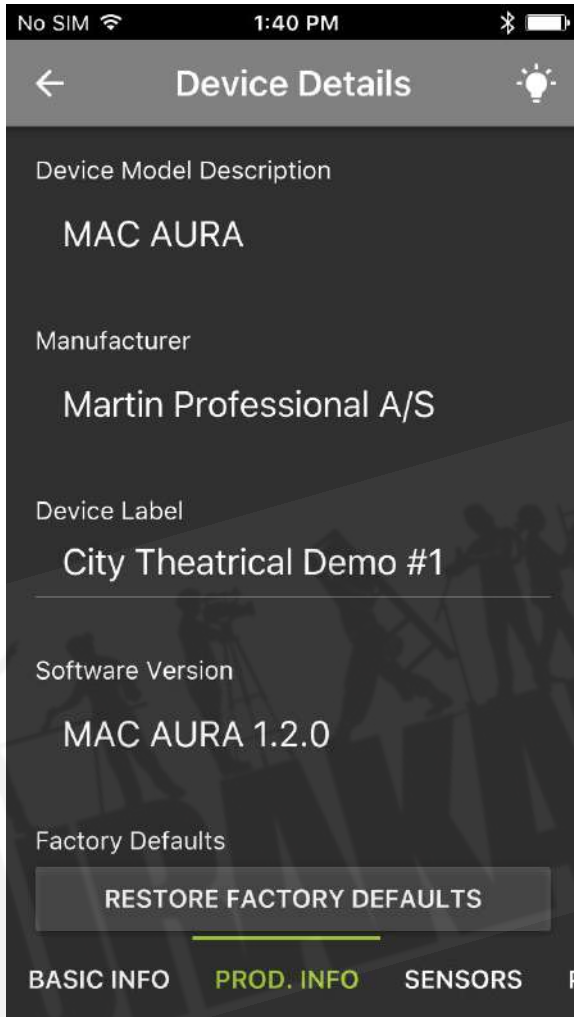 No SIM 1:40 PM
Device Details
Device Model Description
MAC AURA
Manufacturer
Martin Professional A/S
Device Label
City Theatrical Demo #1
Software Version
MAC AURA 1.2.0
Factory Defaults
RESTORE FACTORY DEFAULTS
BASIC INFO PROD. INFO SENSORS